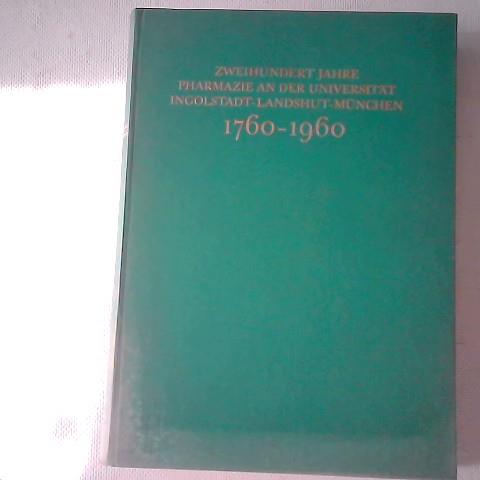 ZWEIHUNDERT JAHRE
PHARMAZIE AN DER UNIVERSITÄT
INGOLSTADT-LANDSHUT-MÜNCHEN
1760-1960